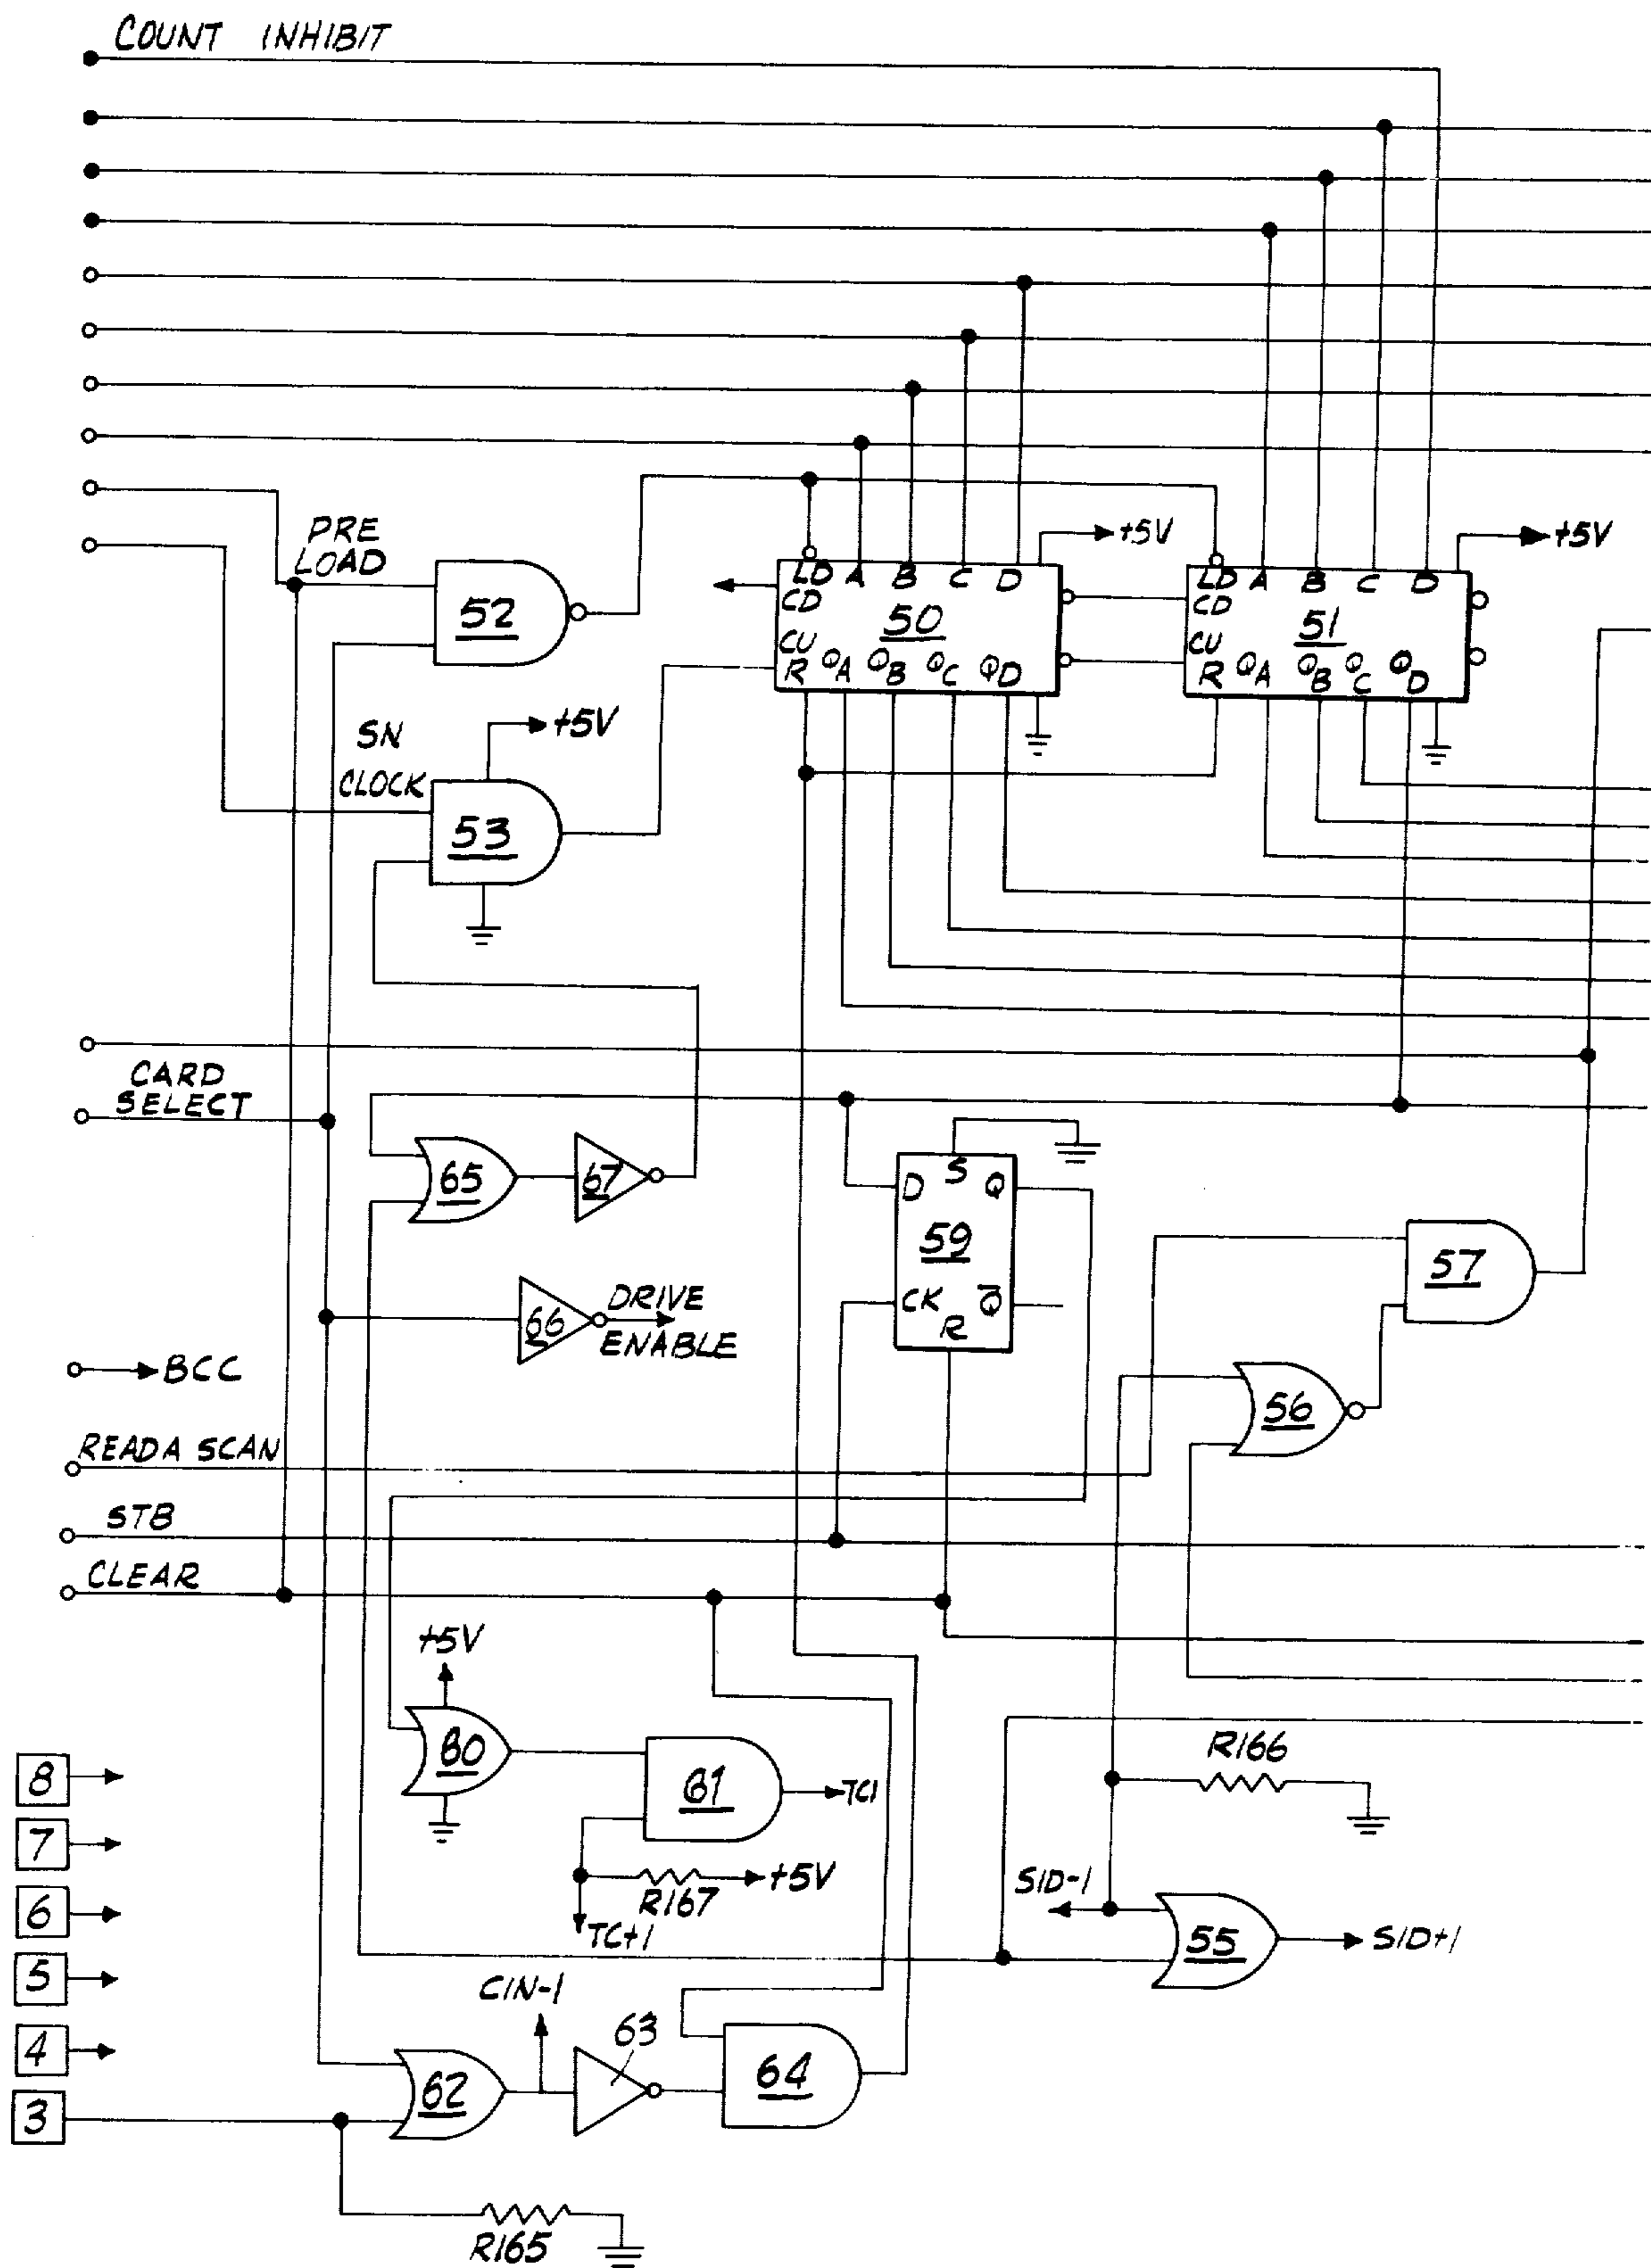 COUNT INHIBIT
PRE
LOAD
52
+5V
+5V
LD A B C D
CD
50
CU
R QA QB QC QD
LD A B C D
CD
51
CU
R QA QB QC QD
SN
CLOCK
+5V
53
CARD
SELECT
65
67
S
D Q
59
CK Q̅
R
57
66
DRIVE
ENABLE
BCC
56
READ A SCAN
STB
CLEAR
+5V
60
61
TC1
R166
8
7
6
5
4
3
R167
+5V
TC+1
SID-1
55
SID+1
CIN-1
63
62
64
R165